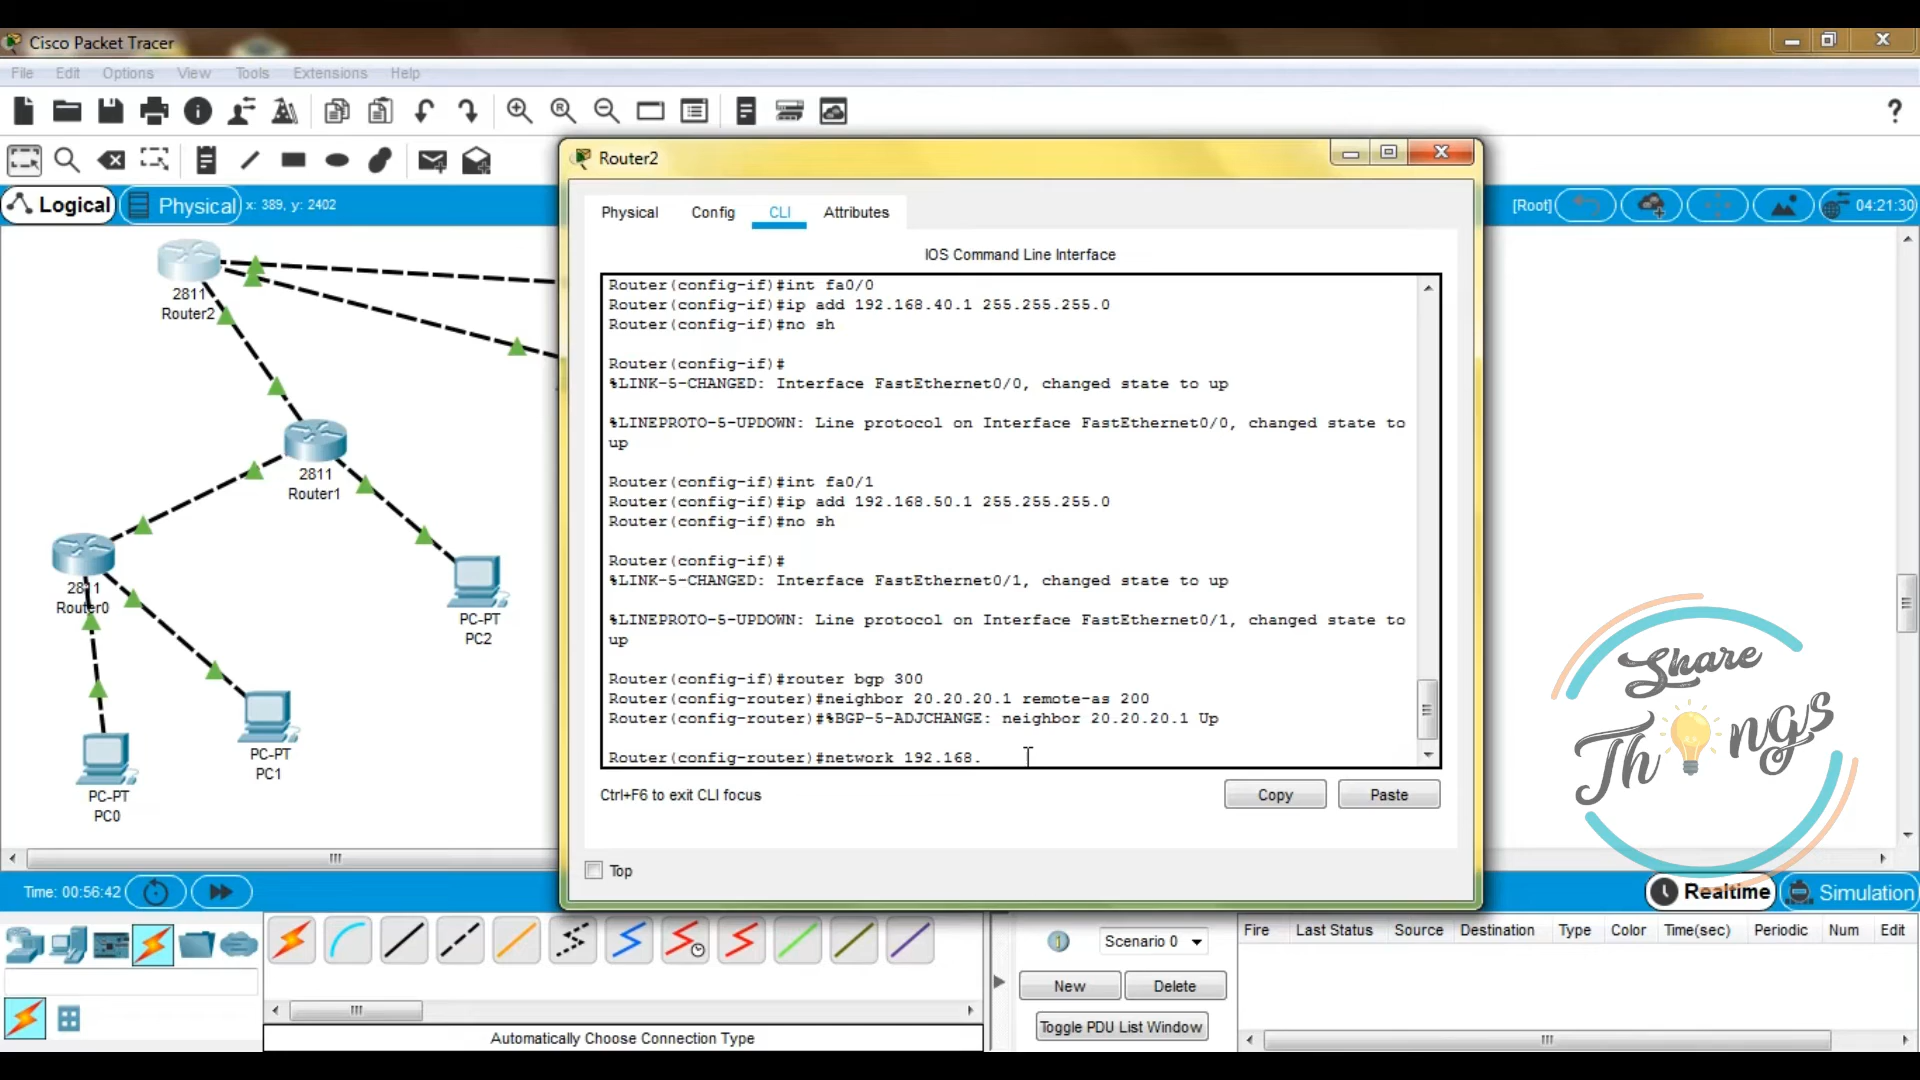 Cisco Packet Tracer
File Edit Options View Tools Extensions Help
Logical Physical x: 389, y: 2402
[Root] 04:21:30
Router2
Physical Config CLI Attributes
IOS Command Line Interface
Router(config-if)#int fa0/0
Router(config-if)#ip add 192.168.40.1 255.255.255.0
Router(config-if)#no sh
Router(config-if)#
%LINK-5-CHANGED: Interface FastEthernet0/0, changed state to up
%LINEPROTO-5-UPDOWN: Line protocol on Interface FastEthernet0/0, changed state to
up
Router(config-if)#int fa0/1
Router(config-if)#ip add 192.168.50.1 255.255.255.0
Router(config-if)#no sh
Router(config-if)#
%LINK-5-CHANGED: Interface FastEthernet0/1, changed state to up
%LINEPROTO-5-UPDOWN: Line protocol on Interface FastEthernet0/1, changed state to
up
Router(config-if)#router bgp 300
Router(config-router)#neighbor 20.20.20.1 remote-as 200
Router(config-router)#%BGP-5-ADJCHANGE: neighbor 20.20.20.1 Up
Router(config-router)#network 192.168.
Ctrl+F6 to exit CLI focus
Copy
Paste
Top
2811
Router2
2811
Router1
2811
Router0
PC-PT
PC2
PC-PT
PC1
PC-PT
PC0
Share
Th ngs
Time: 00:56:42
Realtime
Simulation
Scenario 0
New
Delete
Toggle PDU List Window
Fire Last Status Source Destination Type Color Time(sec) Periodic Num Edit
Automatically Choose Connection Type